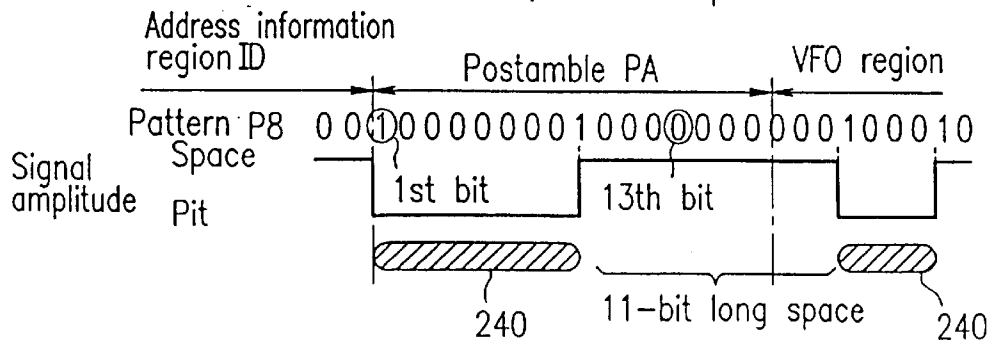 Address information
region ID
Postamble PA
VFO region
Pattern P8 0 0 1 0 0 0 0 0 0 0 1 0 0 0 0 0 0 0 0 0 0 1 0 0 0 1 0
Space
Signal
amplitude
Pit
1st bit
13th bit
240
11-bit long space
240